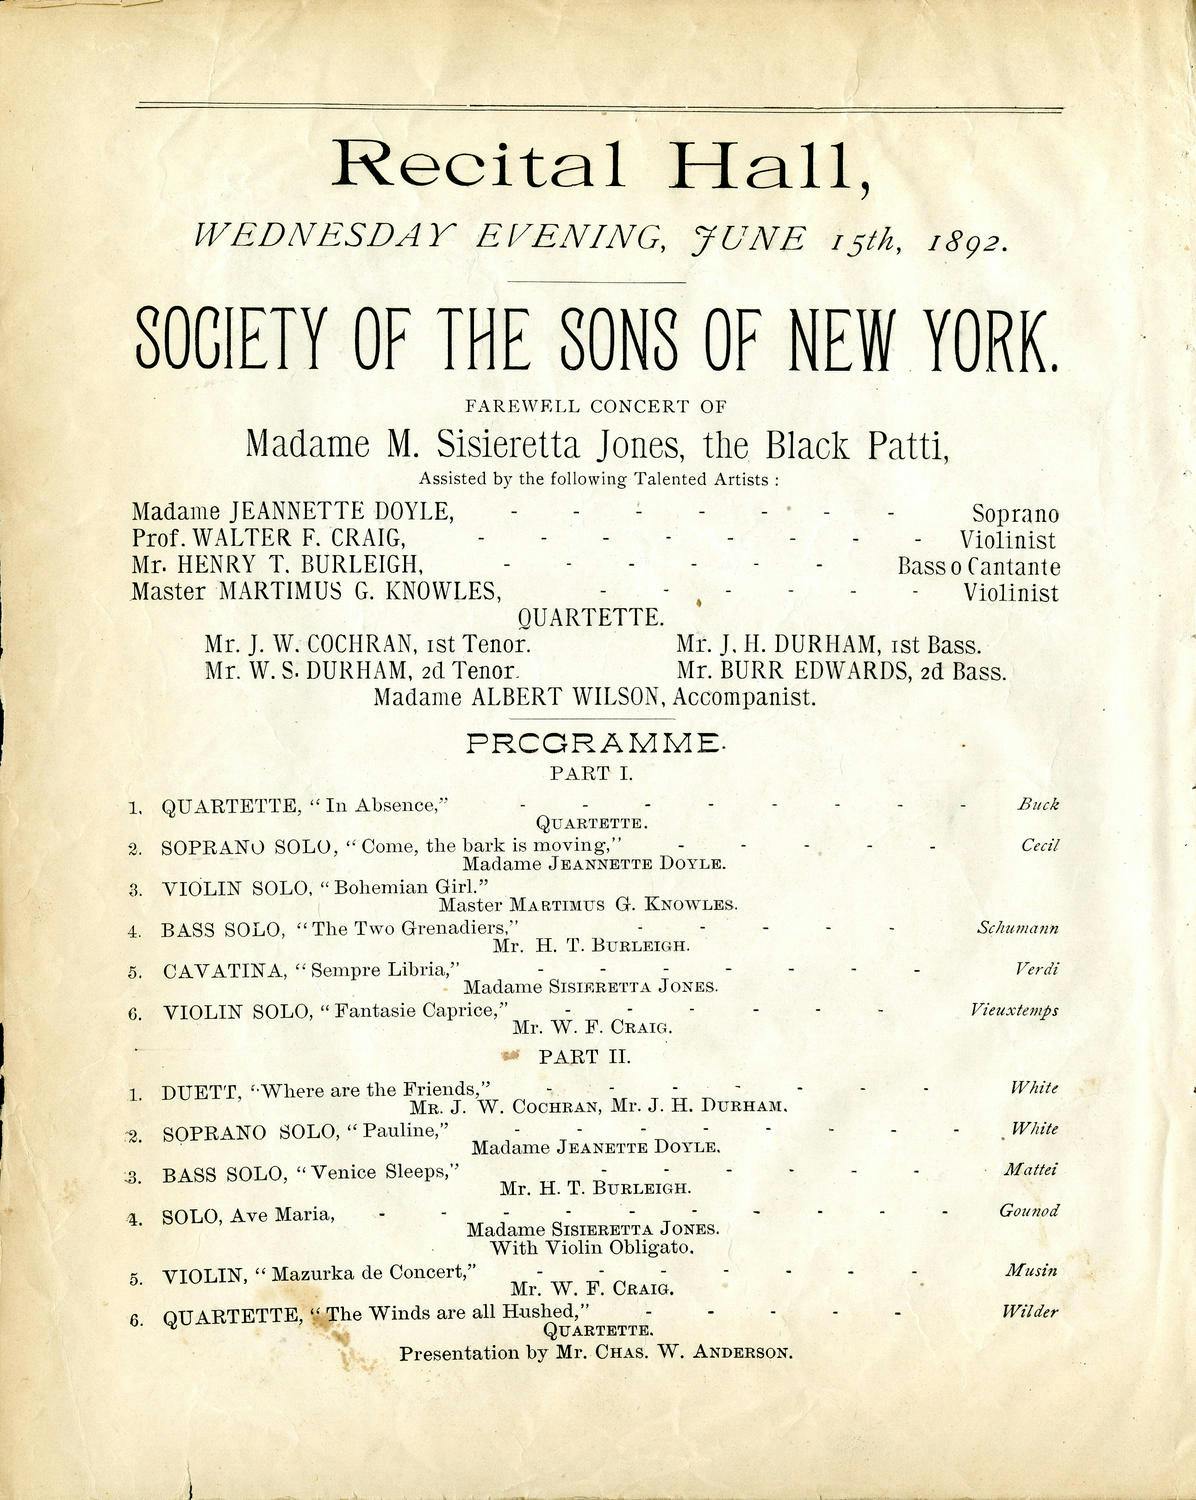 Recital Hall,
WEDNESDAY EVENING, JUNE 15th, 1892.
SOCIETY OF THE SONS OF NEW YORK.
FAREWELL CONCERT OF
Madame M. Sisieretta Jones, the Black Patti,
Assisted by the following Talented Artists :
Madame JEANNETTE DOYLE, - - - - - - - Soprano
Prof. WALTER F. CRAIG, - - - - - - - - Violinist
Mr. HENRY T. BURLEIGH, - - - - - - Basso Cantante
Master MARTIMUS G. KNOWLES, - - - - - - Violinist
QUARTETTE.
Mr. J. W. COCHRAN, 1st Tenor. Mr. J. H. DURHAM, 1st Bass.
Mr. W. S. DURHAM, 2d Tenor. Mr. BURR EDWARDS, 2d Bass.
Madame ALBERT WILSON, Accompanist.
PROGRAMME.
PART I.
1. QUARTETTE, "In Absence," - - - - - - - - Buck
QUARTETTE.
2. SOPRANO SOLO, "Come, the bark is moving," - - - - - Cecil
Madame JEANNETTE DOYLE.
3. VIOLIN SOLO, "Bohemian Girl."
Master MARTIMUS G. KNOWLES.
4. BASS SOLO, "The Two Grenadiers," - - - - - Schumann
Mr. H. T. BURLEIGH.
5. CAVATINA, "Sempre Libria," - - - - - - - Verdi
Madame SISIERETTA JONES.
6. VIOLIN SOLO, "Fantasie Caprice," - - - - - - Vieuxtemps
Mr. W. F. CRAIG.
PART II.
1. DUETT, "Where are the Friends," - - - - - - - White
MR. J. W. COCHRAN, Mr. J. H. DURHAM.
2. SOPRANO SOLO, "Pauline," - - - - - - - - White
Madame JEANETTE DOYLE.
3. BASS SOLO, "Venice Sleeps," - - - - - - Mattei
Mr. H. T. BURLEIGH.
4. SOLO, Ave Maria, - - - - - - - - - - Gounod
Madame SISIERETTA JONES.
With Violin Obligato.
5. VIOLIN, "Mazurka de Concert," - - - - - - - Musin
Mr. W. F. CRAIG.
6. QUARTETTE, "The Winds are all Hushed," - - - - - Wilder
QUARTETTE.
Presentation by Mr. CHAS. W. ANDERSON.